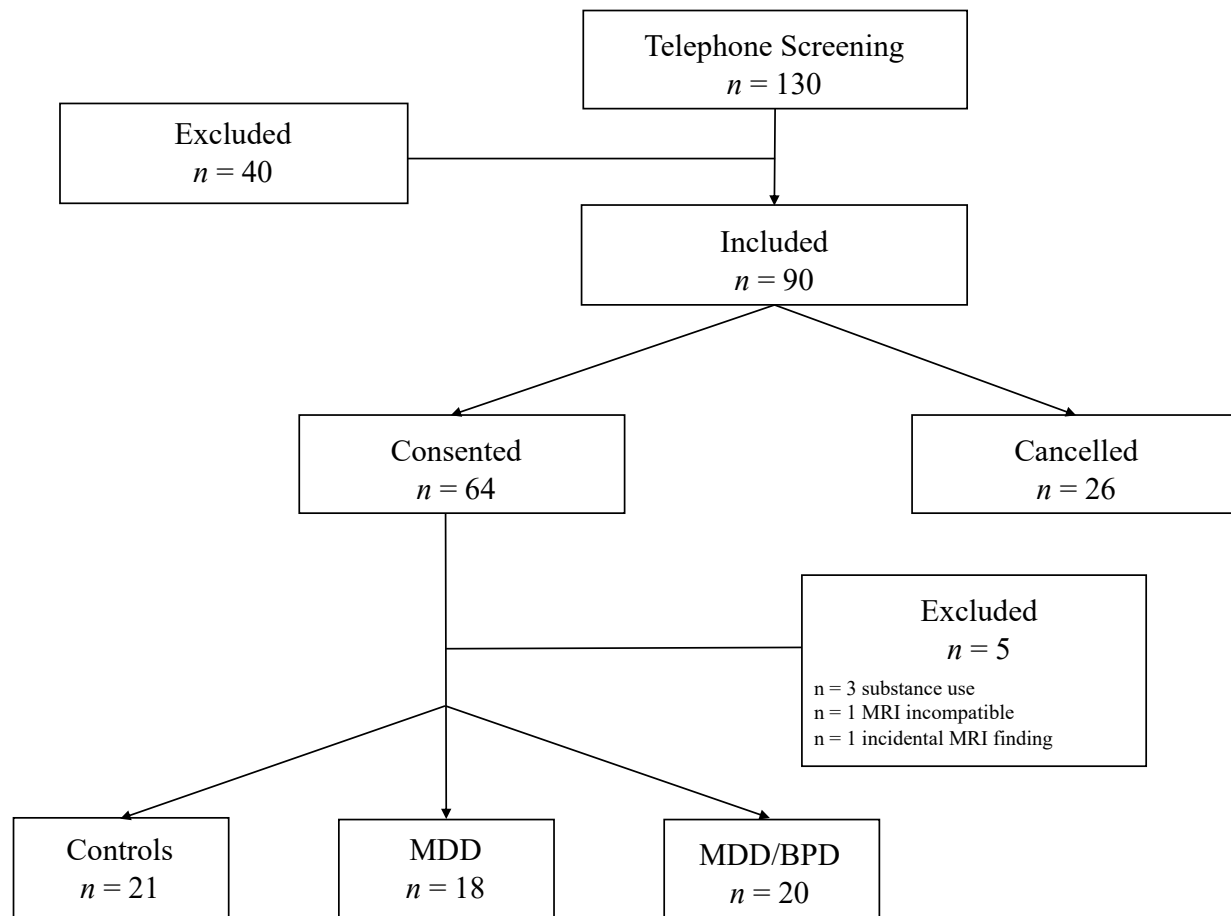 Telephone Screening
n = 130
Excluded
n = 40
Included
n = 90
Consented
n = 64
Cancelled
n = 26
Excluded
n = 5
n = 3 substance use
n = 1 MRI incompatible
n = 1 incidental MRI finding
Controls
n = 21
MDD
n = 18
MDD/BPD
n = 20